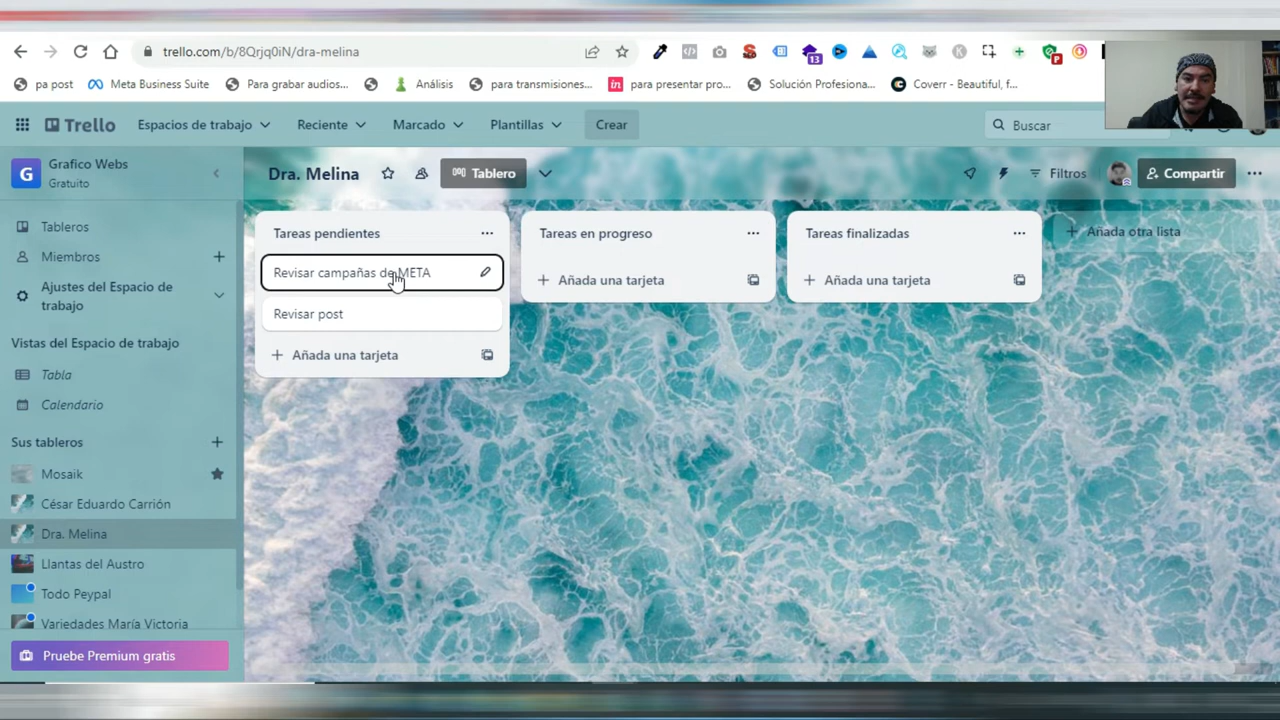 trello.com/b/8Qrjq0iN/dra-melina
pa post
Meta Business Suite
Para grabar audios...
Análisis
para transmisiones...
in
para presentar pro...
Solución Profesiona...
Coverr - Beautiful, f...
13
P
Trello
Espacios de trabajo
Reciente
Marcado
Plantillas
Crear
Buscar
G
Grafico Webs
Gratuito
Dra. Melina
Tablero
Filtros
Compartir
Tableros
Miembros
Ajustes del Espacio de
trabajo
Vistas del Espacio de trabajo
Tabla
Calendario
Sus tableros
Mosaik
César Eduardo Carrión
Dra. Melina
Llantas del Austro
Todo Peypal
Variedades María Victoria
Pruebe Premium gratis
Tareas pendientes
Revisar campañas de META
Revisar post
Añada una tarjeta
Tareas en progreso
Añada una tarjeta
Tareas finalizadas
Añada una tarjeta
Añada otra lista